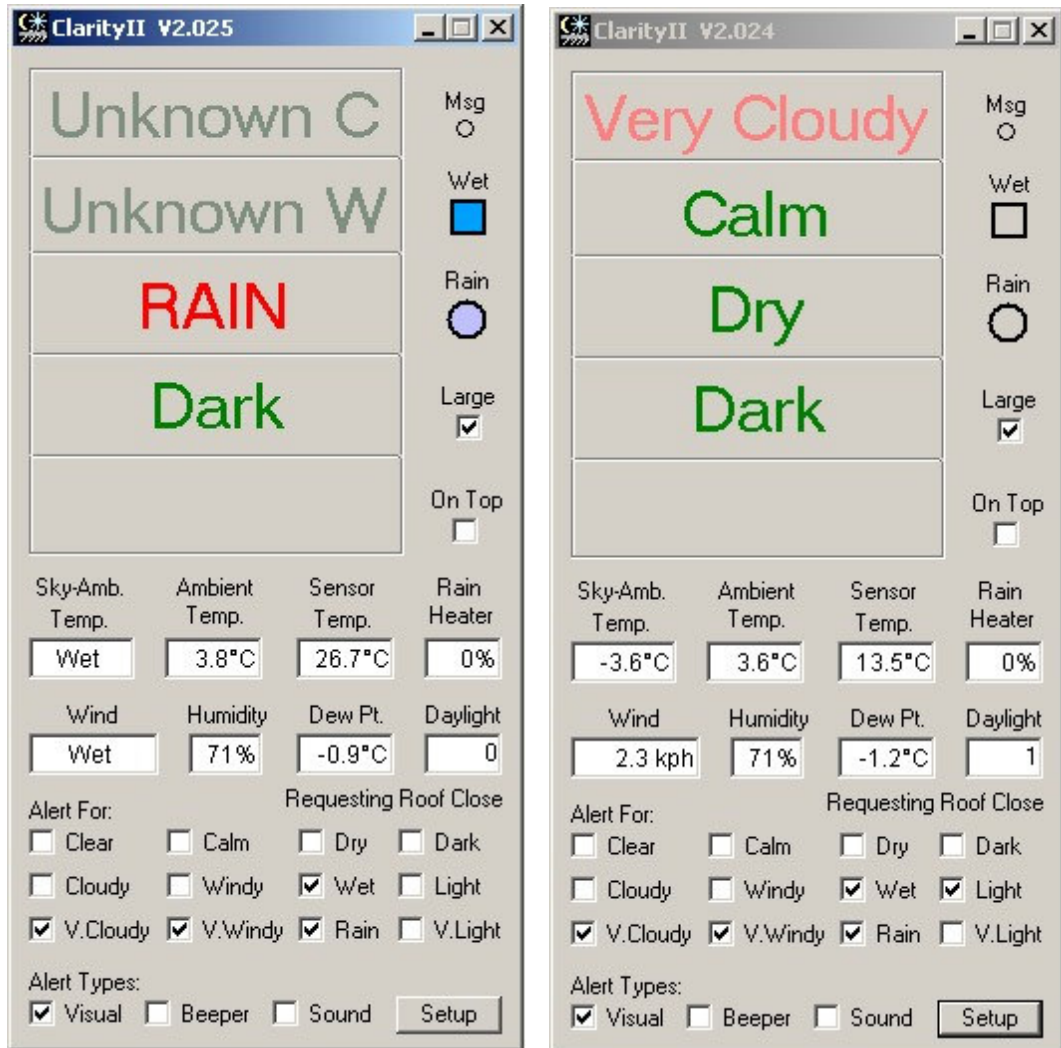 ClarityII V2.025
Unknown C
Msg
Unknown W
Wet
RAIN
Rain
Dark
Large
On Top
Sky-Amb. Temp.
Ambient Temp.
Sensor Temp.
Rain Heater
Wet 3.8°C 26.7°C 0%
Wind Humidity Dew Pt. Daylight
Wet 71% -0.9°C 0
Requesting Roof Close
Alert For:
Clear Calm Dry Dark
Cloudy Windy Wet Light
V.Cloudy V.Windy Rain V.Light
Alert Types:
Visual Beeper Sound Setup
ClarityII V2.024
Very Cloudy
Msg
Calm
Wet
Dry
Rain
Dark
Large
On Top
Sky-Amb. Temp.
Ambient Temp.
Sensor Temp.
Rain Heater
-3.6°C 3.6°C 13.5°C 0%
Wind Humidity Dew Pt. Daylight
2.3 kph 71% -1.2°C 1
Requesting Roof Close
Alert For:
Clear Calm Dry Dark
Cloudy Windy Wet Light
V.Cloudy V.Windy Rain V.Light
Alert Types:
Visual Beeper Sound Setup